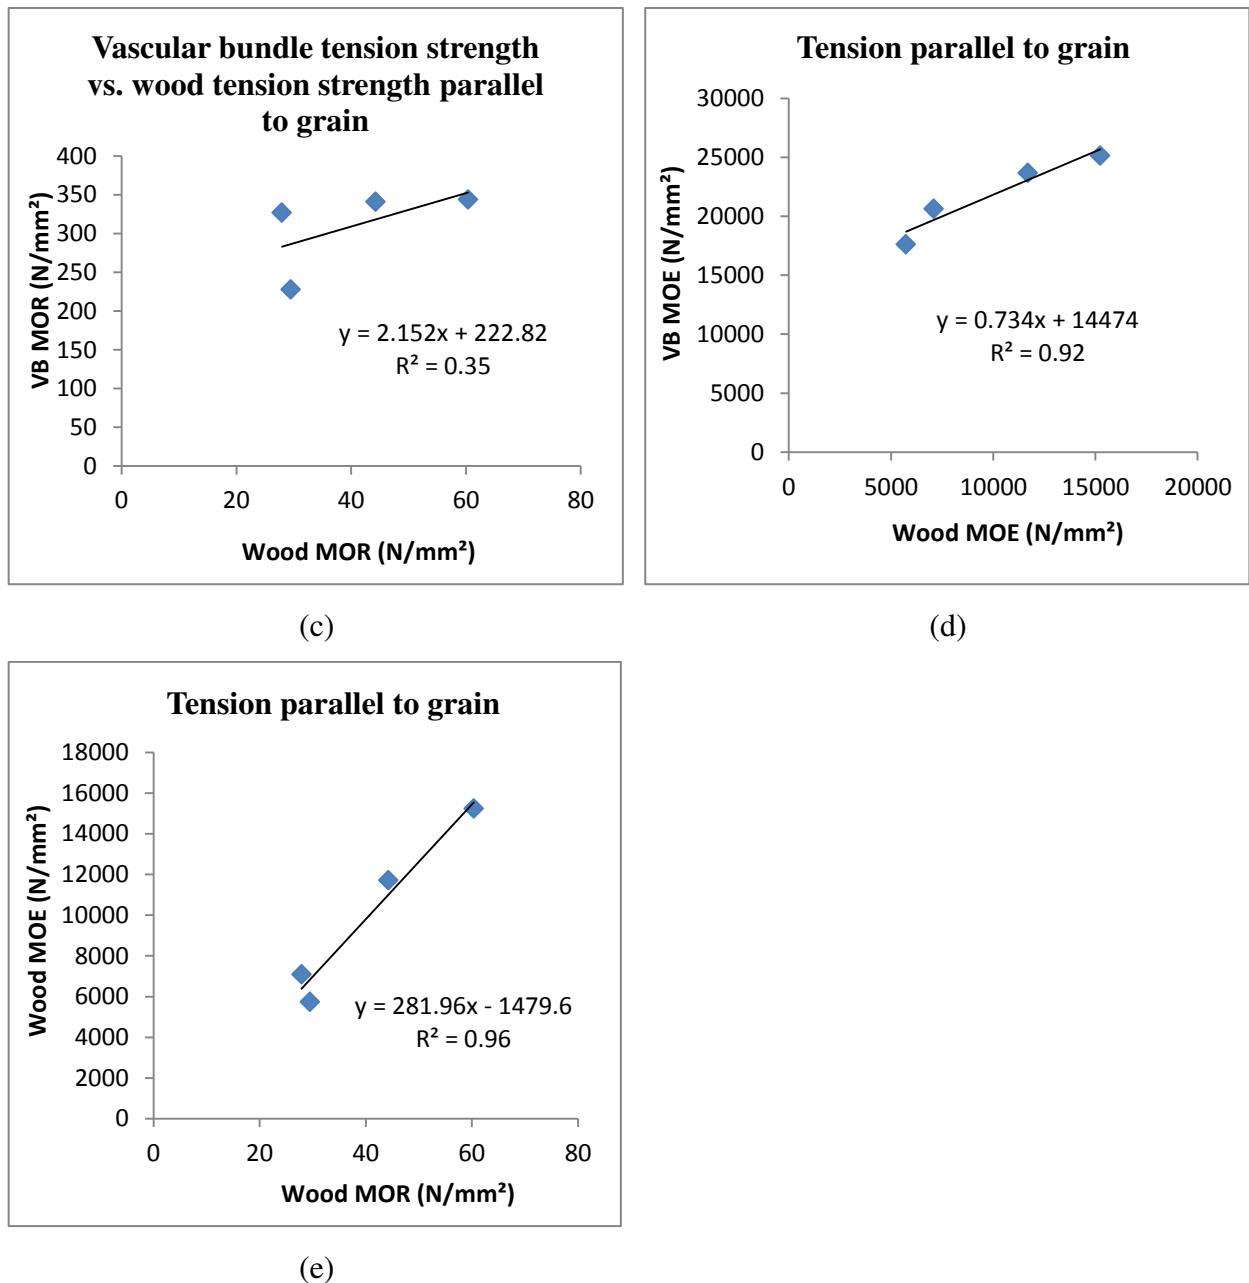 Vascular bundle tension strength
vs. wood tension strength parallel
to grain
VB MOR (N/mm²)
400
350
300
250
200
150
100
50
0
y = 2.152x + 222.82
R² = 0.35
0 20 40 60 80
Wood MOR (N/mm²)
(c)
Tension parallel to grain
VB MOE (N/mm²)
30000
25000
20000
15000
10000
5000
0
y = 0.734x + 14474
R² = 0.92
0 5000 10000 15000 20000
Wood MOE (N/mm²)
(d)
Tension parallel to grain
Wood MOE (N/mm²)
18000
16000
14000
12000
10000
8000
6000
4000
2000
0
y = 281.96x - 1479.6
R² = 0.96
0 20 40 60 80
Wood MOR (N/mm²)
(e)